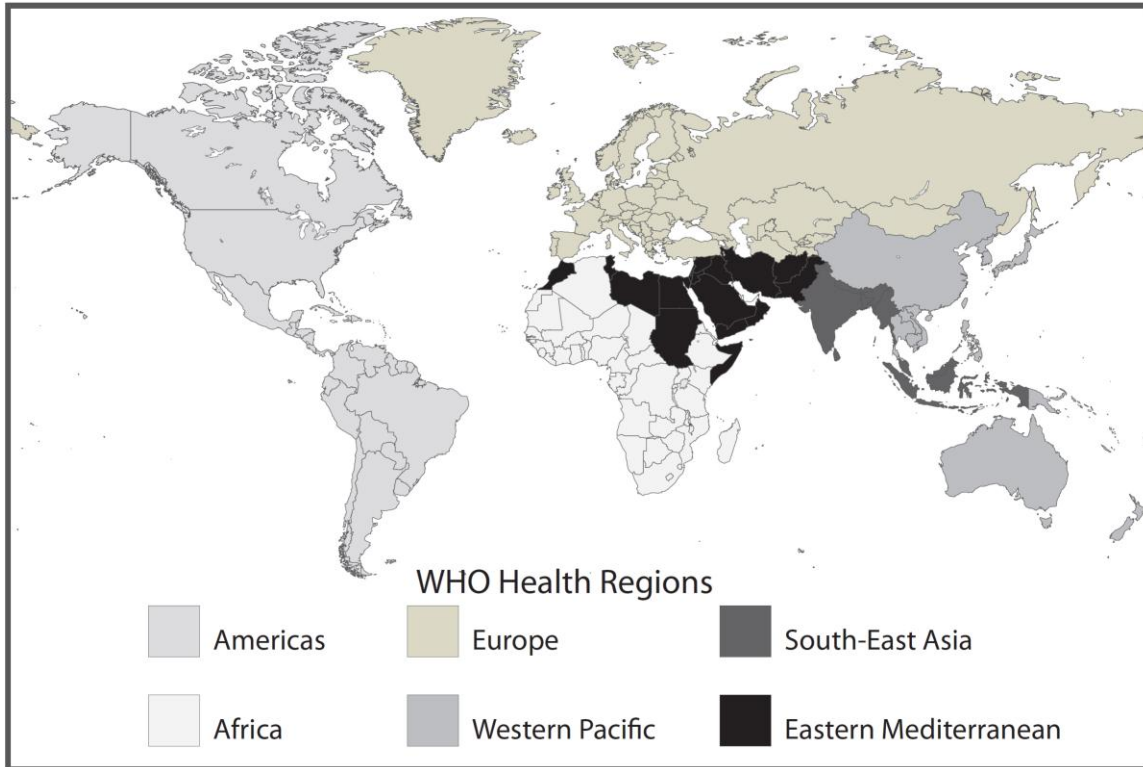 WHO Health Regions
Americas
Europe
South-East Asia
Africa
Western Pacific
Eastern Mediterranean